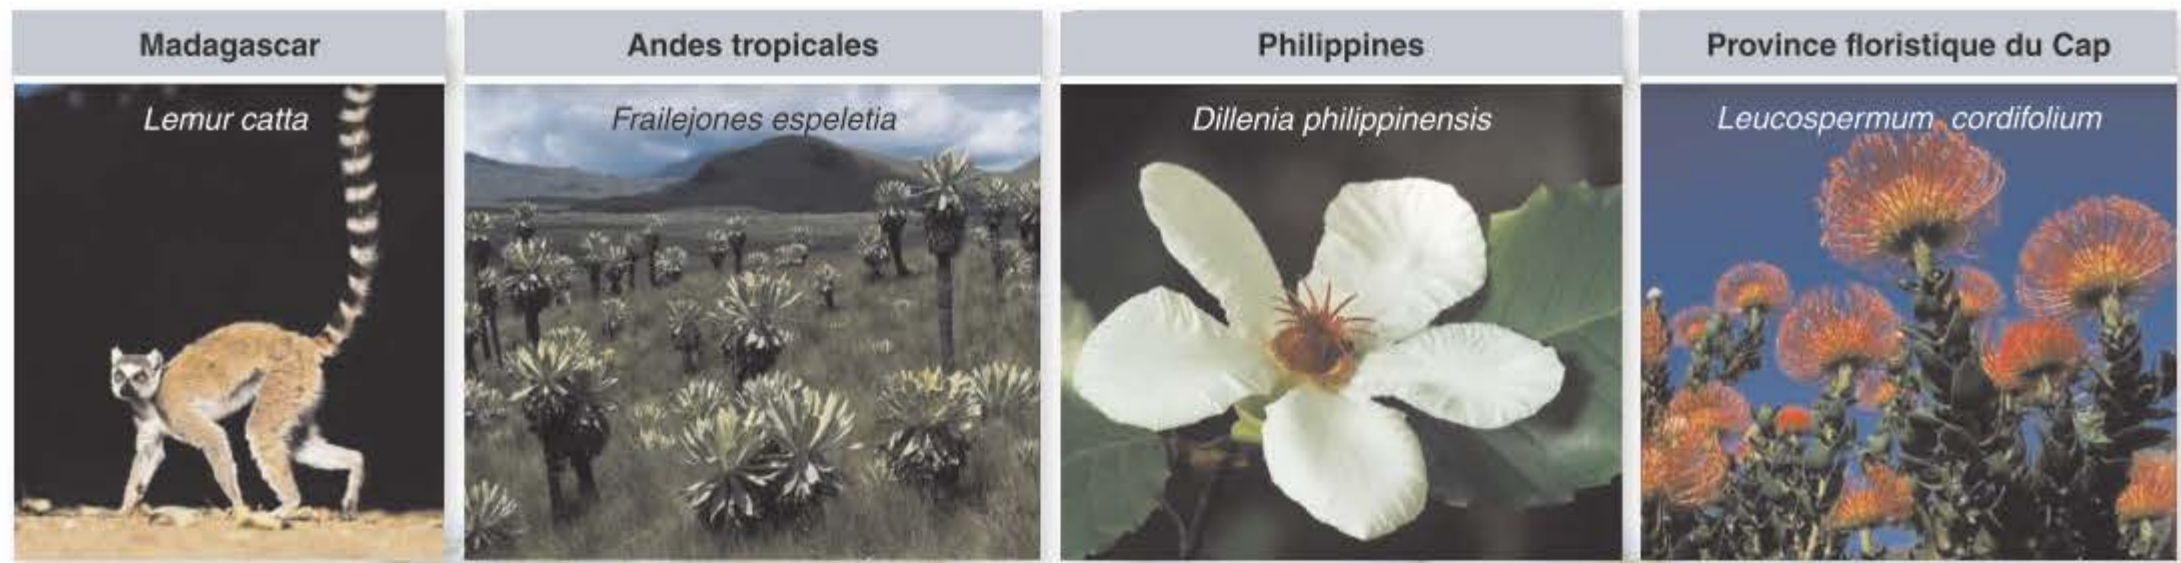 Madagascar
Lemur catta
Andes tropicales
Frailejones espeletia
Philippines
Dillenia philippinensis
Province floristique du Cap
Leucospermum cordifolium